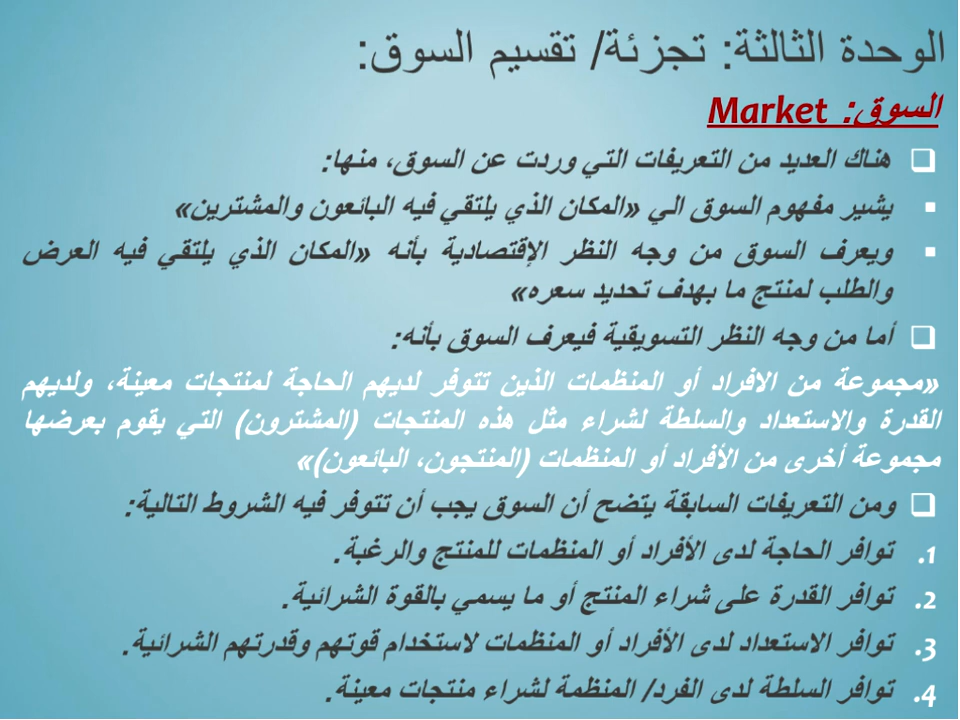 الوحدة الثالثة: تجزئة/ تقسيم السوق:
السوق: Market
❑ هناك العديد من التعريفات التي وردت عن السوق، منها:
▪ يشير مفهوم السوق الي «المكان الذي يلتقي فيه البائعون والمشترين»
▪ ويعرف السوق من وجه النظر الإقتصادية بأنه «المكان الذي يلتقي فيه العرض
والطلب لمنتج ما بهدف تحديد سعره»
❑ أما من وجه النظر التسويقية فيعرف السوق بأنه:
«مجموعة من الافراد أو المنظمات الذين تتوفر لديهم الحاجة لمنتجات معينة، ولديهم
القدرة والاستعداد والسلطة لشراء مثل هذه المنتجات (المشترون) التي يقوم بعرضها
مجموعة أخرى من الأفراد أو المنظمات (المنتجون، البائعون)»
❑ ومن التعريفات السابقة يتضح أن السوق يجب أن تتوفر فيه الشروط التالية:
1. توافر الحاجة لدى الأفراد أو المنظمات للمنتج والرغبة.
2. توافر القدرة على شراء المنتج أو ما يسمي بالقوة الشرائية.
3. توافر الاستعداد لدى الأفراد أو المنظمات لاستخدام قوتهم وقدرتهم الشرائية.
4. توافر السلطة لدى الفرد/ المنظمة لشراء منتجات معينة.